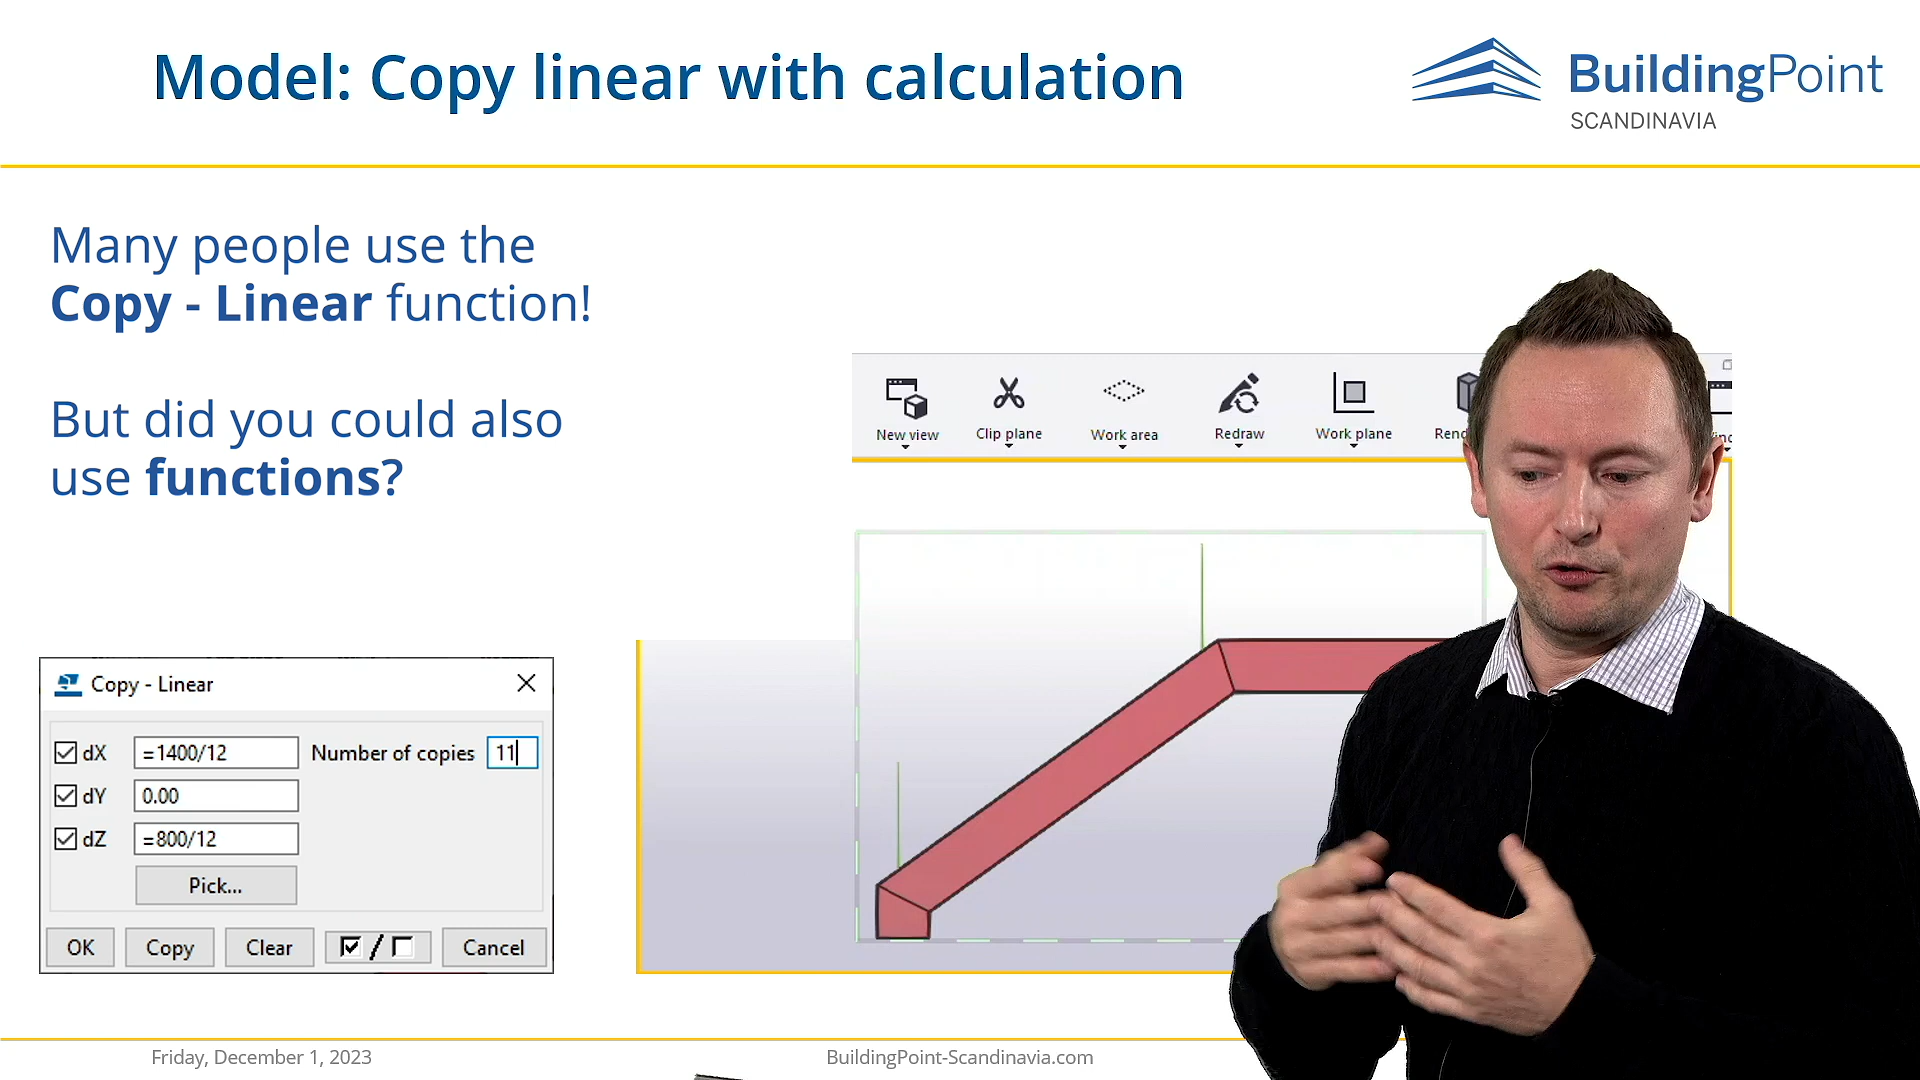 Model: Copy linear with calculation
BuildingPoint
SCANDINAVIA
Many people use the
Copy - Linear function!
But did you could also
use functions?
New view
Clip plane
Work area
Redraw
Work plane
Copy - Linear
dX
=1400/12
Number of copies
11
dY
0.00
dZ
=800/12
Pick...
OK
Copy
Clear
/
Cancel
Friday, December 1, 2023
BuildingPoint-Scandinavia.com